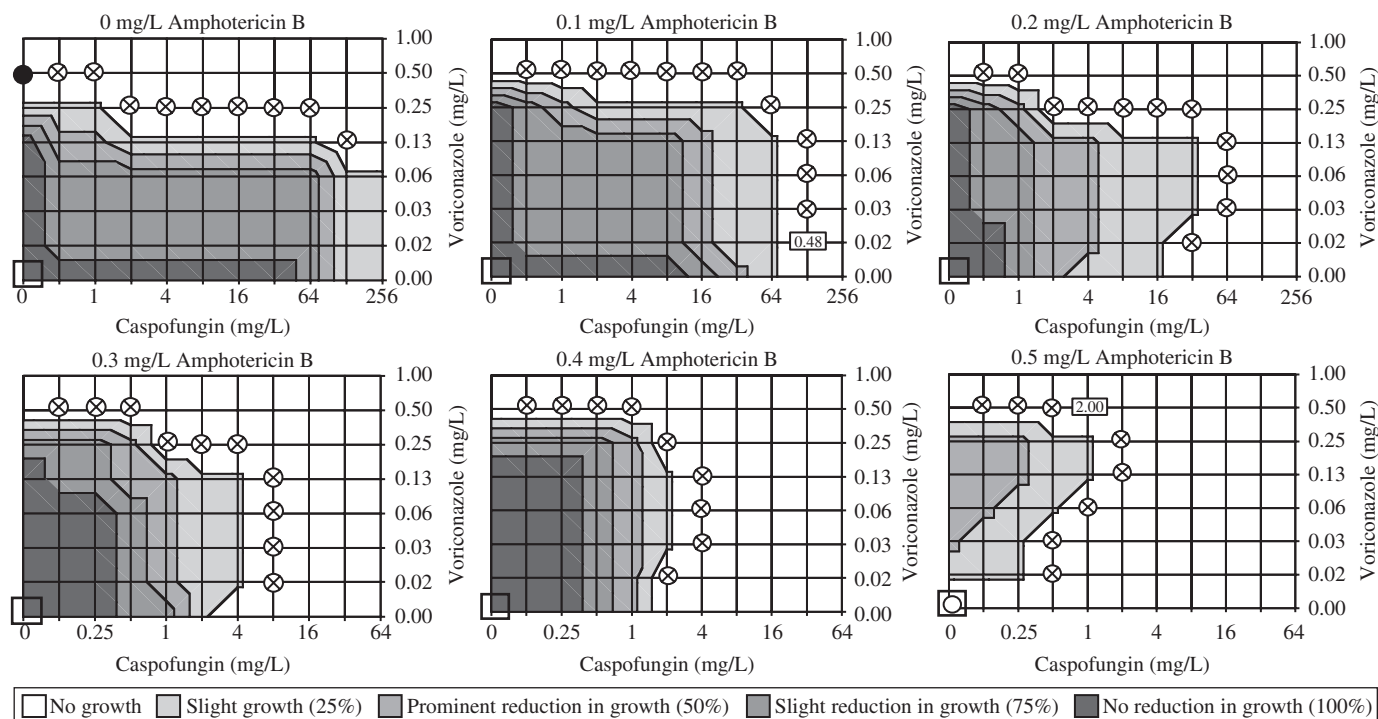 0 mg/L Amphotericin B
1.00
0.50
0.25
0.13
0.06
0.03
0.02
0.00
Voriconazole (mg/L)
0 1 4 16 64 256
Caspofungin (mg/L)
0.1 mg/L Amphotericin B
0.48
1.00
0.50
0.25
0.13
0.06
0.03
0.02
0.00
Voriconazole (mg/L)
0 1 4 16 64 256
Caspofungin (mg/L)
0.2 mg/L Amphotericin B
1.00
0.50
0.25
0.13
0.06
0.03
0.02
0.00
Voriconazole (mg/L)
0 1 4 16 64 256
Caspofungin (mg/L)
0.3 mg/L Amphotericin B
1.00
0.50
0.25
0.13
0.06
0.03
0.02
0.00
Voriconazole (mg/L)
0 0.25 1 4 16 64
Caspofungin (mg/L)
0.4 mg/L Amphotericin B
1.00
0.50
0.25
0.13
0.06
0.03
0.02
0.00
Voriconazole (mg/L)
0 0.25 1 4 16 64
Caspofungin (mg/L)
0.5 mg/L Amphotericin B
2.00
1.00
0.50
0.25
0.13
0.06
0.03
0.02
0.00
Voriconazole (mg/L)
0 0.25 1 4 16 64
Caspofungin (mg/L)
No growth Slight growth (25%) Prominent reduction in growth (50%) Slight reduction in growth (75%) No reduction in growth (100%)